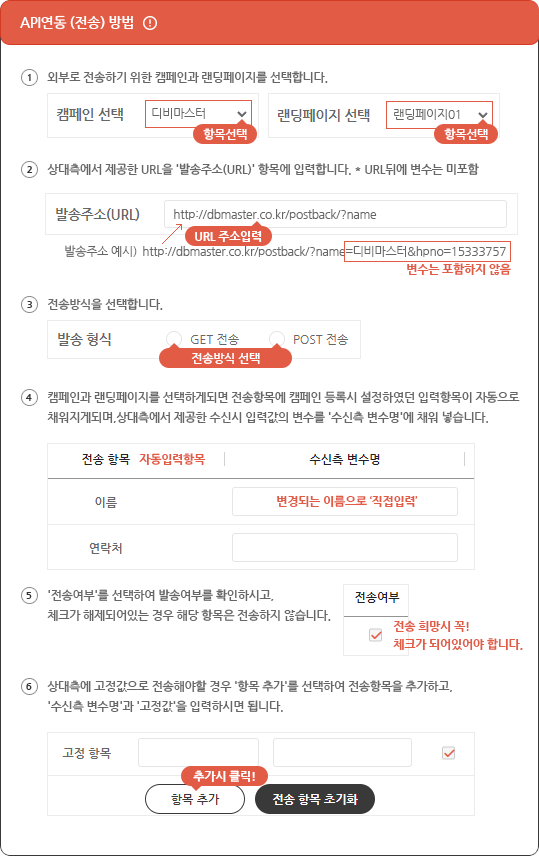 API연동 (전송) 방법
1 외부로 전송하기 위한 캠페인과 랜딩페이지를 선택합니다.
캠페인 선택 디비마스터 랜딩페이지 선택 랜딩페이지01
항목선택 항목선택
2 상대측에서 제공한 URL을 '발송주소(URL)' 항목에 입력합니다. * URL뒤에 변수는 미포함
발송주소(URL) http://dbmaster.co.kr/postback/?name
URL 주소입력
발송주소 예시) http://dbmaster.co.kr/postback/?name=디비마스터&hpno=15333757
변수는 포함하지 않음
3 전송방식을 선택합니다.
발송 형식 GET 전송 POST 전송
전송방식 선택
4 캠페인과 랜딩페이지를 선택하게되면 전송항목에 캠페인 등록시 설정하였던 입력항목이 자동으로
채워지게되며,상대측에서 제공한 수신시 입력값의 변수를 '수신측 변수명'에 채워 넣습니다.
전송 항목 자동입력항목 수신측 변수명
이름 변경되는 이름으로 '직접입력'
연락처
5 '전송여부'를 선택하여 발송여부를 확인하시고,
체크가 해제되어있는 경우 해당 항목은 전송하지 않습니다.
전송여부
전송 희망시 꼭!
체크가 되어있어야 합니다.
6 상대측에 고정값으로 전송해야할 경우 '항목 추가'를 선택하여 전송항목을 추가하고,
'수신측 변수명'과 '고정값'을 입력하시면 됩니다.
고정 항목
추가시 클릭!
항목 추가 전송 항목 초기화